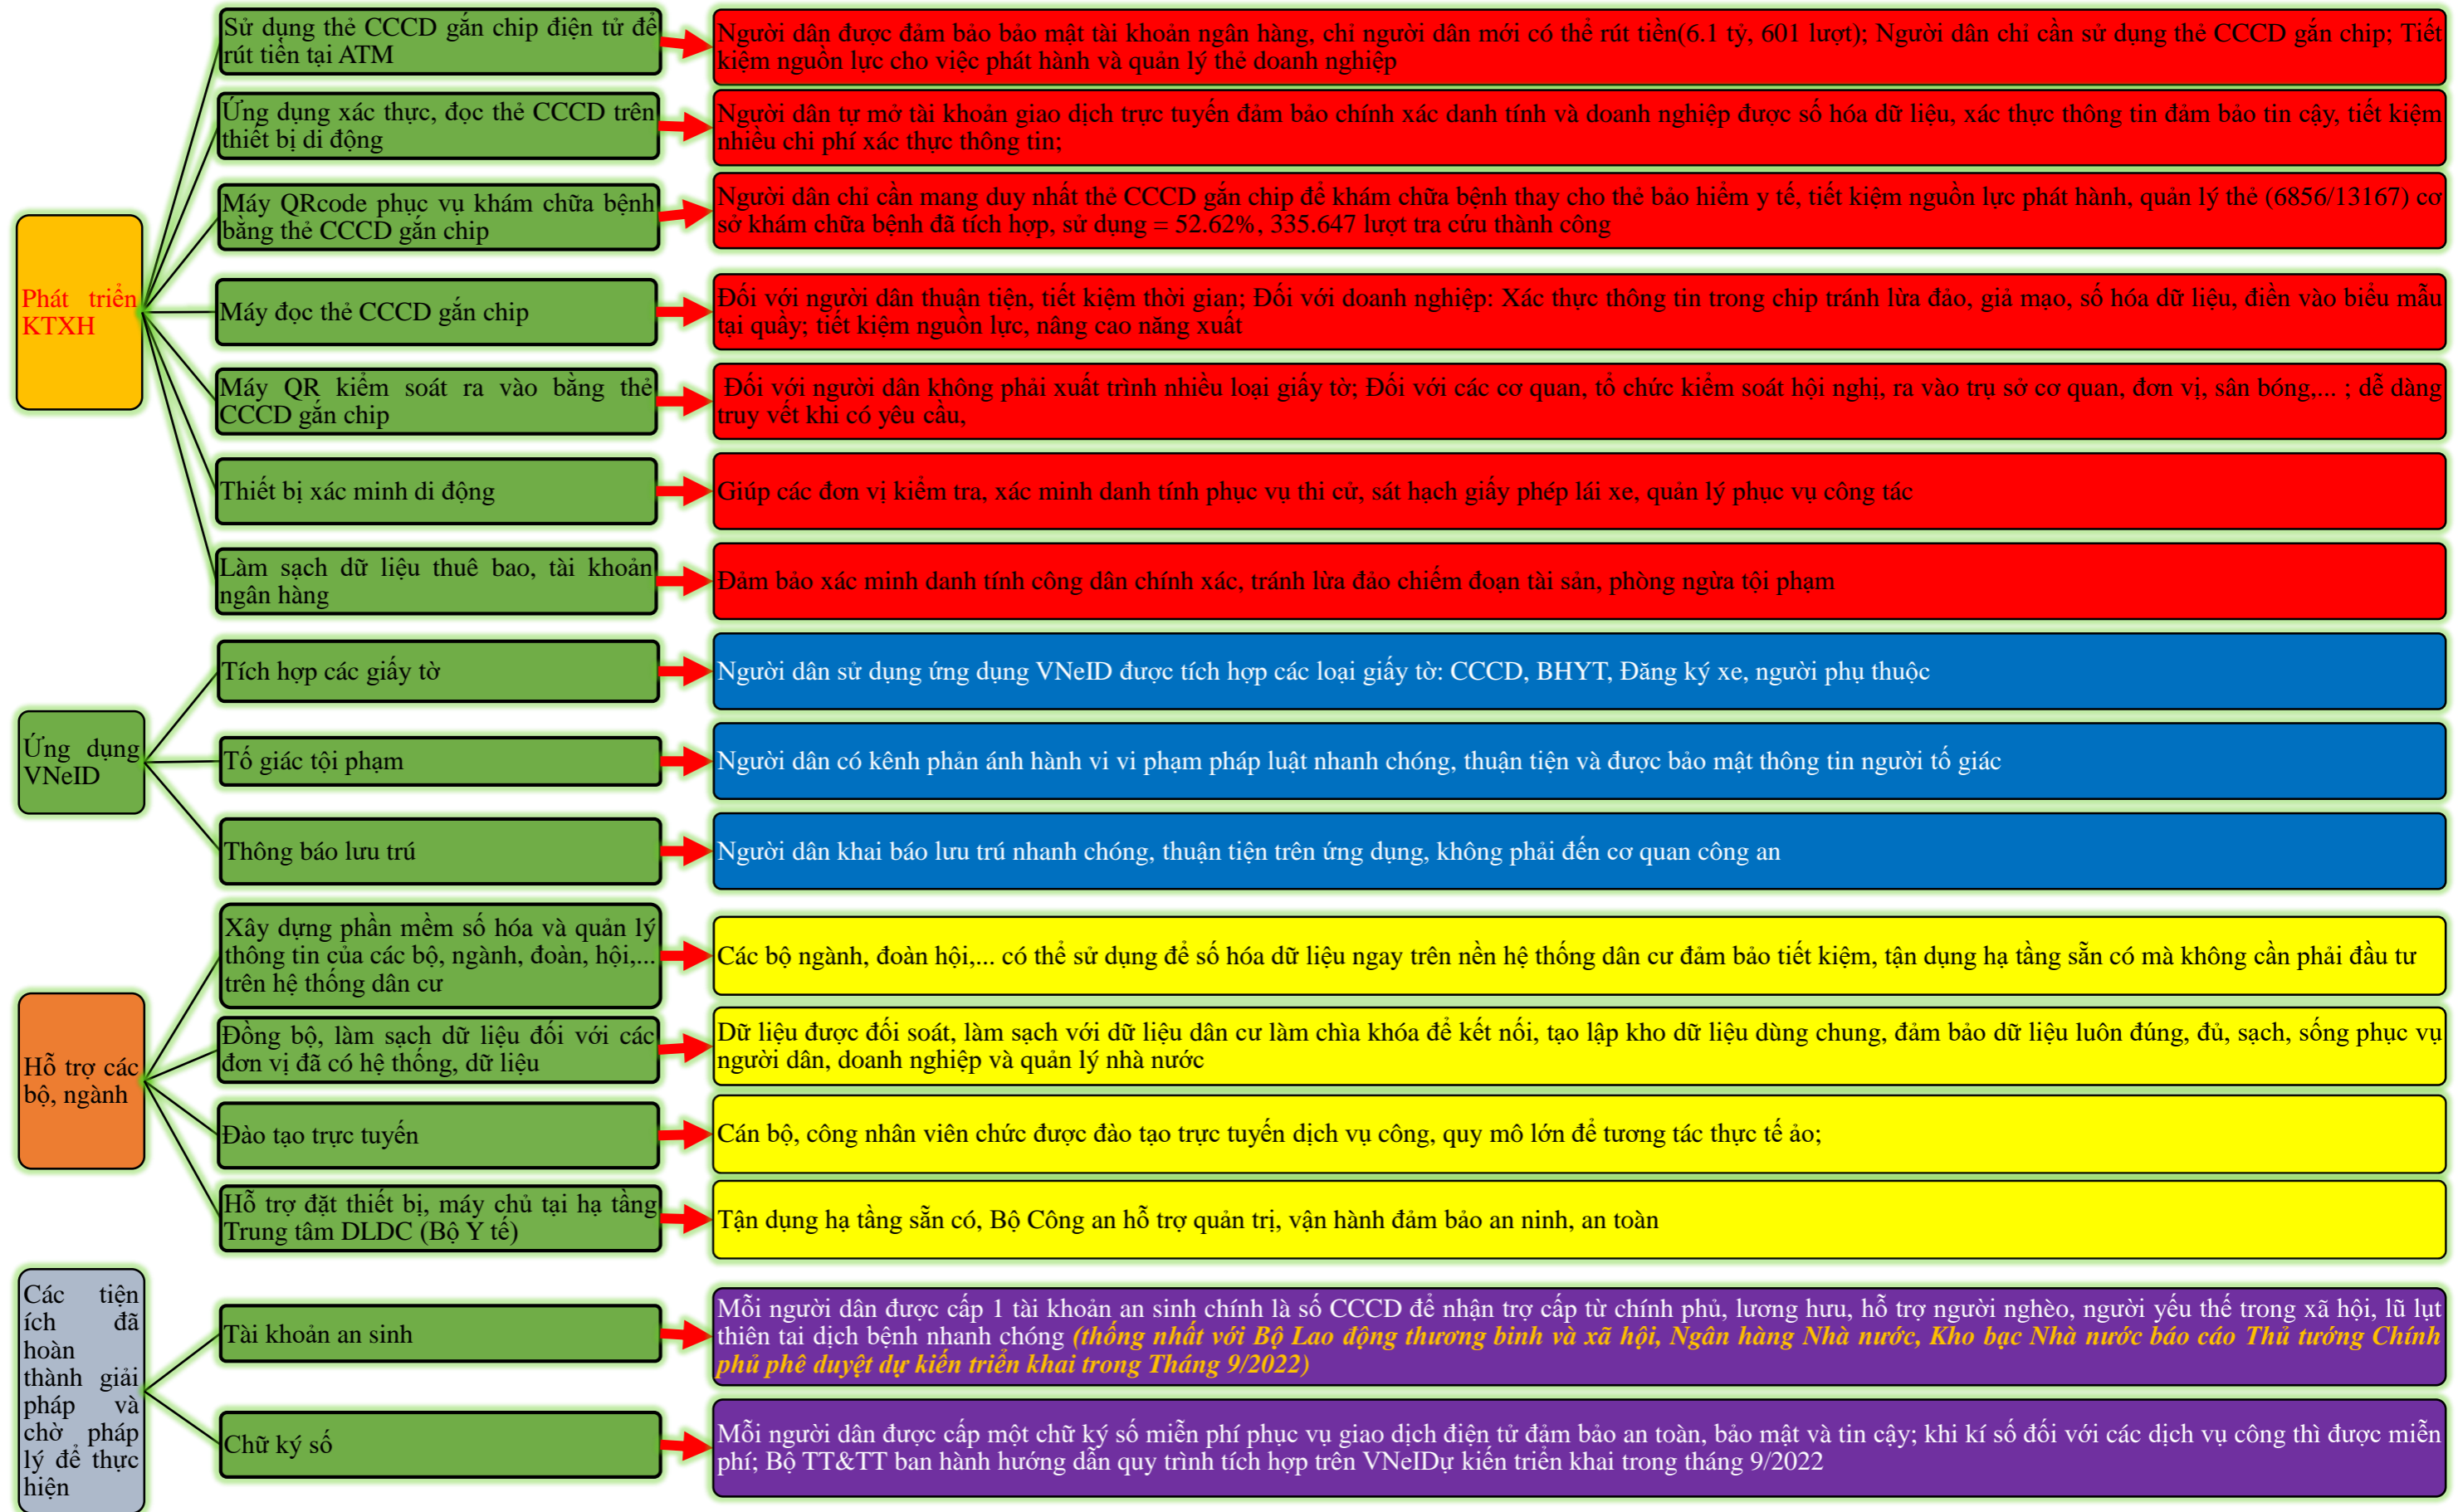 Phát triển
KTXH
Sử dụng thẻ CCCD gắn chip điện tử để
rút tiền tại ATM
Người dân được đảm bảo bảo mật tài khoản ngân hàng, chỉ người dân mới có thể rút tiền(6.1 tỷ, 601 lượt); Người dân chỉ cần sử dụng thẻ CCCD gắn chip; Tiết
kiệm nguồn lực cho việc phát hành và quản lý thẻ doanh nghiệp
Ứng dụng xác thực, đọc thẻ CCCD trên
thiết bị di động
Người dân tự mở tài khoản giao dịch trực tuyến đảm bảo chính xác danh tính và doanh nghiệp được số hóa dữ liệu, xác thực thông tin đảm bảo tin cậy, tiết kiệm
nhiều chi phí xác thực thông tin;
Máy QRcode phục vụ khám chữa bệnh
bằng thẻ CCCD gắn chip
Người dân chỉ cần mang duy nhất thẻ CCCD gắn chip để khám chữa bệnh thay cho thẻ bảo hiểm y tế, tiết kiệm nguồn lực phát hành, quản lý thẻ (6856/13167) cơ
sở khám chữa bệnh đã tích hợp, sử dụng = 52.62%, 335.647 lượt tra cứu thành công
Máy đọc thẻ CCCD gắn chip
Đối với người dân thuận tiện, tiết kiệm thời gian; Đối với doanh nghiệp: Xác thực thông tin trong chip tránh lừa đảo, giả mạo, số hóa dữ liệu, điền vào biểu mẫu
tại quầy; tiết kiệm nguồn lực, nâng cao năng xuất
Máy QR kiểm soát ra vào bằng thẻ
CCCD gắn chip
Đối với người dân không phải xuất trình nhiều loại giấy tờ; Đối với các cơ quan, tổ chức kiểm soát hội nghị, ra vào trụ sở cơ quan, đơn vị, sân bóng,... ; dễ dàng
truy vết khi có yêu cầu,
Thiết bị xác minh di động
Giúp các đơn vị kiểm tra, xác minh danh tính phục vụ thi cử, sát hạch giấy phép lái xe, quản lý phục vụ công tác
Làm sạch dữ liệu thuê bao, tài khoản
ngân hàng
Đảm bảo xác minh danh tính công dân chính xác, tránh lừa đảo chiếm đoạn tài sản, phòng ngừa tội phạm
Ứng dụng
VNeID
Tích hợp các giấy tờ
Người dân sử dụng ứng dụng VNeID được tích hợp các loại giấy tờ: CCCD, BHYT, Đăng ký xe, người phụ thuộc
Tố giác tội phạm
Người dân có kênh phản ánh hành vi vi phạm pháp luật nhanh chóng, thuận tiện và được bảo mật thông tin người tố giác
Thông báo lưu trú
Người dân khai báo lưu trú nhanh chóng, thuận tiện trên ứng dụng, không phải đến cơ quan công an
Hỗ trợ các
bộ, ngành
Xây dựng phần mềm số hóa và quản lý
thông tin của các bộ, ngành, đoàn, hội,...
trên hệ thống dân cư
Các bộ ngành, đoàn hội,... có thể sử dụng để số hóa dữ liệu ngay trên nền hệ thống dân cư đảm bảo tiết kiệm, tận dụng hạ tầng sẵn có mà không cần phải đầu tư
Đồng bộ, làm sạch dữ liệu đối với các
đơn vị đã có hệ thống, dữ liệu
Dữ liệu được đối soát, làm sạch với dữ liệu dân cư làm chìa khóa để kết nối, tạo lập kho dữ liệu dùng chung, đảm bảo dữ liệu luôn đúng, đủ, sạch, sống phục vụ
người dân, doanh nghiệp và quản lý nhà nước
Đào tạo trực tuyến
Cán bộ, công nhân viên chức được đào tạo trực tuyến dịch vụ công, quy mô lớn để tương tác thực tế ảo;
Hỗ trợ đặt thiết bị, máy chủ tại hạ tầng
Trung tâm DLDC (Bộ Y tế)
Tận dụng hạ tầng sẵn có, Bộ Công an hỗ trợ quản trị, vận hành đảm bảo an ninh, an toàn
Các tiện
ích đã
hoàn
thành giải
pháp và
chờ pháp
lý để thực
hiện
Tài khoản an sinh
Mỗi người dân được cấp 1 tài khoản an sinh chính là số CCCD để nhận trợ cấp từ chính phủ, lương hưu, hỗ trợ người nghèo, người yếu thế trong xã hội, lũ lụt
thiên tai dịch bệnh nhanh chóng (thống nhất với Bộ Lao động thương binh và xã hội, Ngân hàng Nhà nước, Kho bạc Nhà nước báo cáo Thủ tướng Chính
phủ phê duyệt dự kiến triển khai trong Tháng 9/2022)
Chữ ký số
Mỗi người dân được cấp một chữ ký số miễn phí phục vụ giao dịch điện tử đảm bảo an toàn, bảo mật và tin cậy; khi kí số đối với các dịch vụ công thì được miễn
phí; Bộ TT&TT ban hành hướng dẫn quy trình tích hợp trên VNeIDự kiến triển khai trong tháng 9/2022